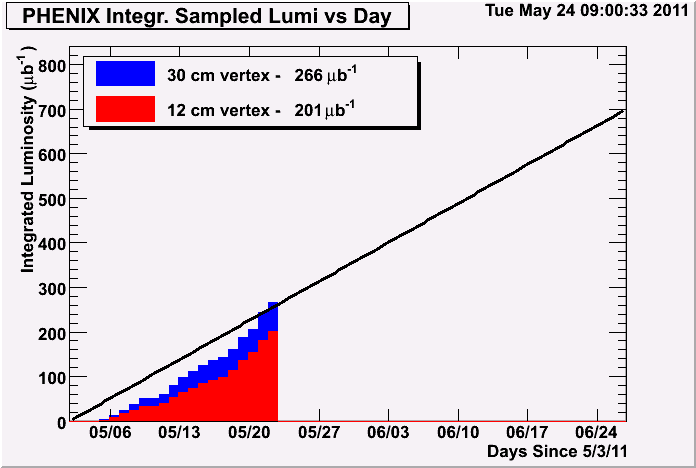 PHENIX Integr. Sampled Lumi vs Day
Tue May 24 09:00:33 2011
Integrated Luminosity (μb⁻¹)
30 cm vertex - 266 μb⁻¹
12 cm vertex - 201 μb⁻¹
800
700
600
500
400
300
200
100
0
05/06 05/13 05/20 05/27 06/03 06/10 06/17 06/24
Days Since 5/3/11